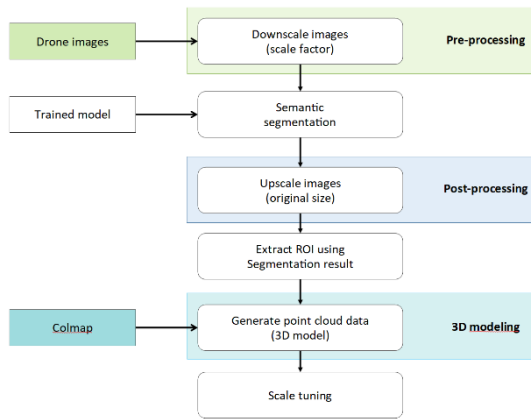 Drone images
Downscale images
(scale factor)
Pre-processing
Trained model
Semantic
segmentation
Upscale images
(original size)
Post-processing
Extract ROI using
Segmentation result
Colmap
Generate point cloud data
(3D model)
3D modeling
Scale tuning